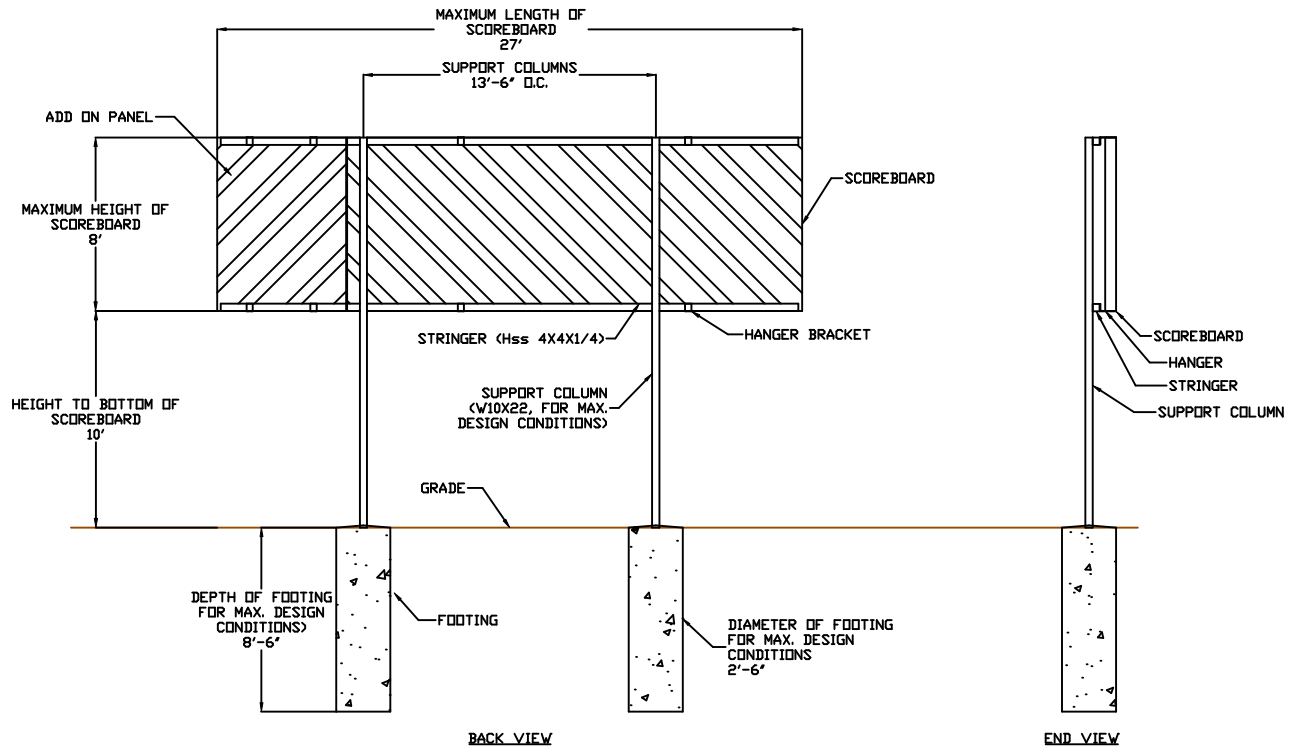 MAXIMUM LENGTH OF
SCOREBOARD
27'
SUPPORT COLUMNS
13'-6" O.C.
ADD ON PANEL
MAXIMUM HEIGHT OF
SCOREBOARD
8'
SCOREBOARD
STRINGER (Hss 4X4X1/4)
HANGER BRACKET
SCOREBOARD
HANGER
STRINGER
SUPPORT COLUMN
HEIGHT TO BOTTOM OF
SCOREBOARD
10'
SUPPORT COLUMN
(W10X22, FOR MAX.
DESIGN CONDITIONS)
GRADE
DEPTH OF FOOTING
FOR MAX. DESIGN
CONDITIONS)
8'-6"
FOOTING
DIAMETER OF FOOTING
FOR MAX. DESIGN
CONDITIONS
2'-6"
BACK VIEW
END VIEW